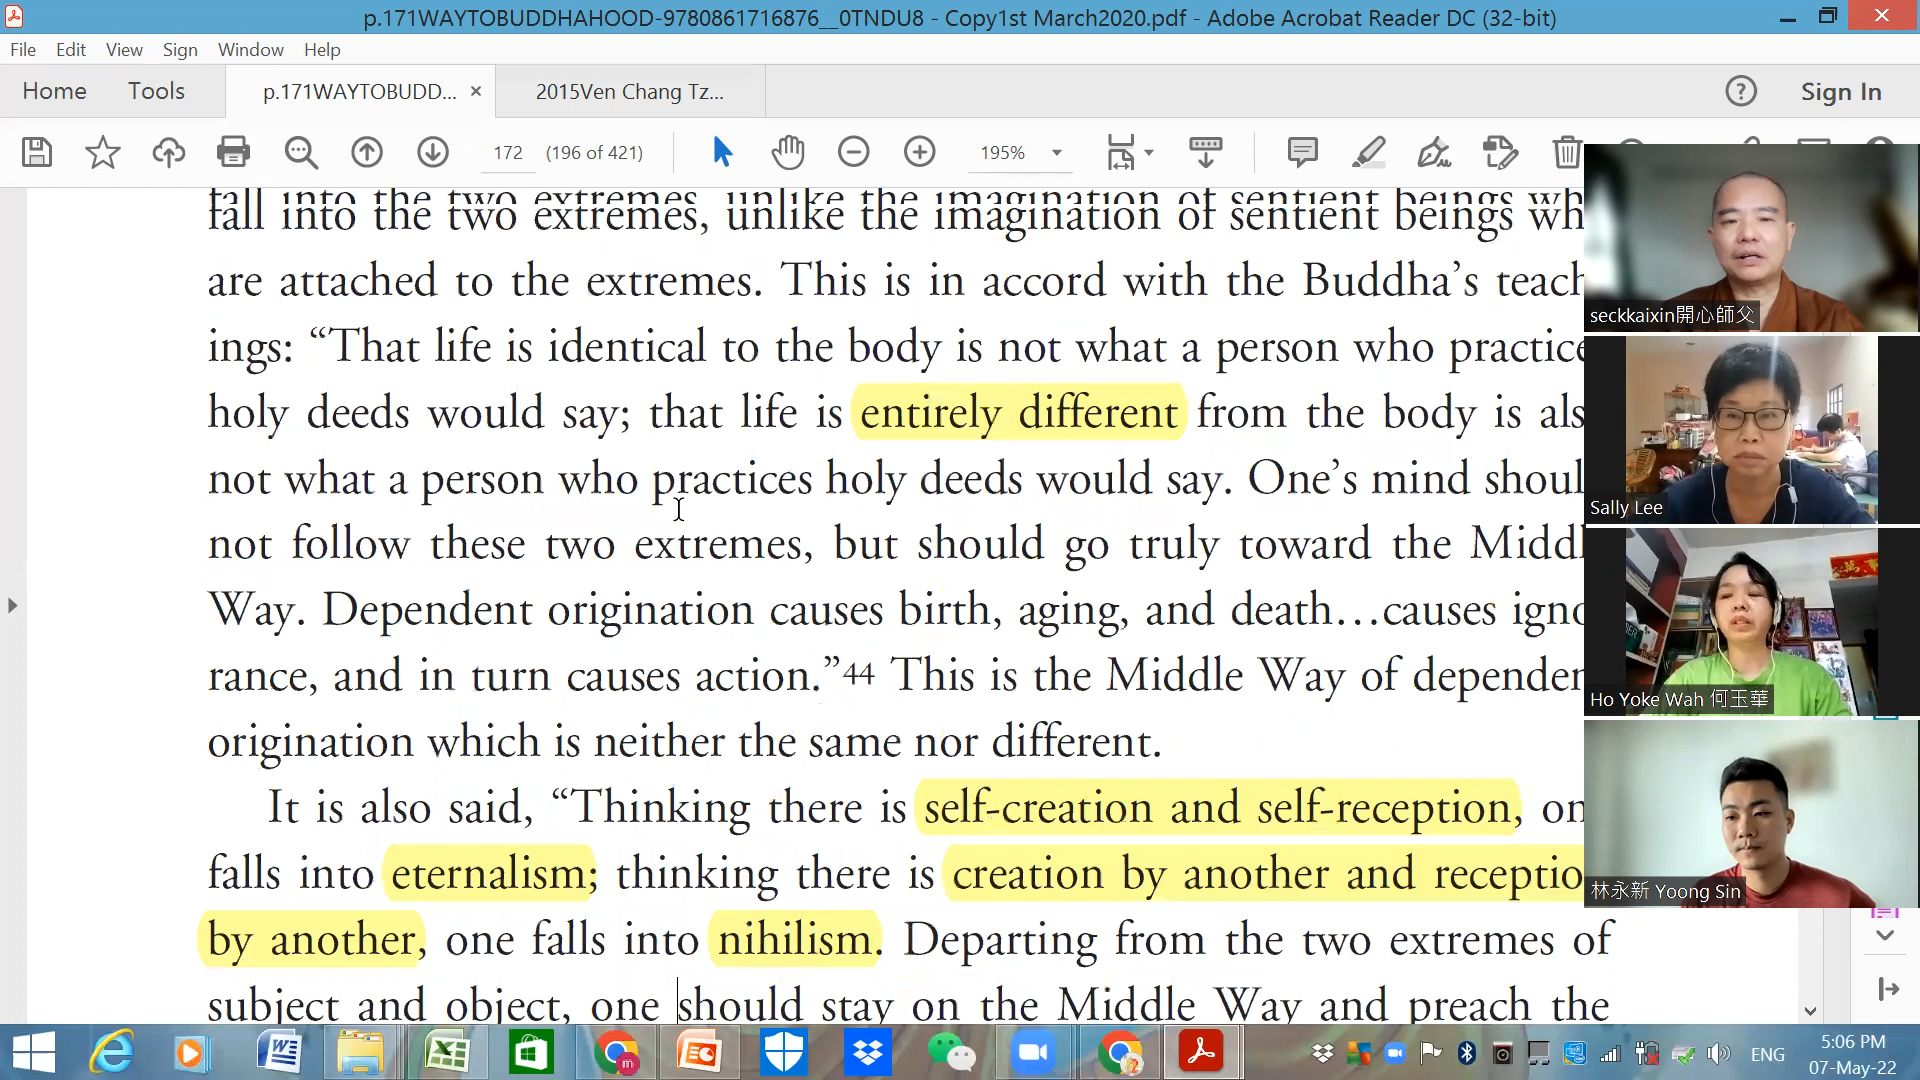 p.171WAYTOBUDDHAHOOD-9780861716876__0TNDU8 - Copy1st March2020.pdf - Adobe Acrobat Reader DC (32-bit)
File Edit View Sign Window Help
Home Tools p.171WAYTOBUDD... × 2015Ven Chang Tz... Sign In
172 (196 of 421) 195%
fall into the two extremes, unlike the imagination of sentient beings wh
are attached to the extremes. This is in accord with the Buddha’s teach
ings: “That life is identical to the body is not what a person who practice
holy deeds would say; that life is entirely different from the body is als
not what a person who practices holy deeds would say. One’s mind shoul
not follow these two extremes, but should go truly toward the Middl
Way. Dependent origination causes birth, aging, and death…causes igno
rance, and in turn causes action.”44 This is the Middle Way of dependen
origination which is neither the same nor different.
It is also said, “Thinking there is self-creation and self-reception, on
falls into eternalism; thinking there is creation by another and receptio
by another, one falls into nihilism. Departing from the two extremes of
subject and object, one should stay on the Middle Way and preach the
seckkaixin開心師父
Sally Lee
Ho Yoke Wah 何玉華
林永新 Yoong Sin
ENG
5:06 PM
07-May-22